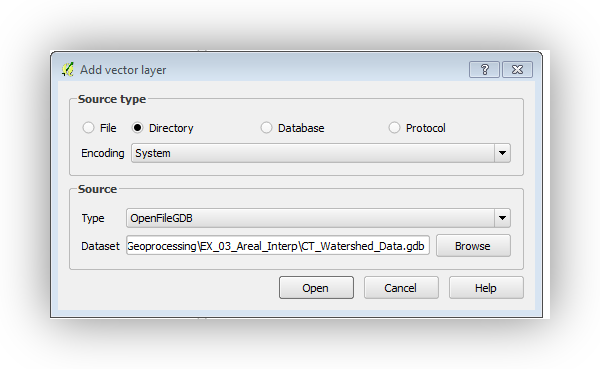 Add vector layer
Source type
File Directory Database Protocol
Encoding System
Source
Type OpenFileGDB
Dataset Geoprocessing\EX_03_Areal_Interp\CT_Watershed_Data.gdb Browse
Open Cancel Help